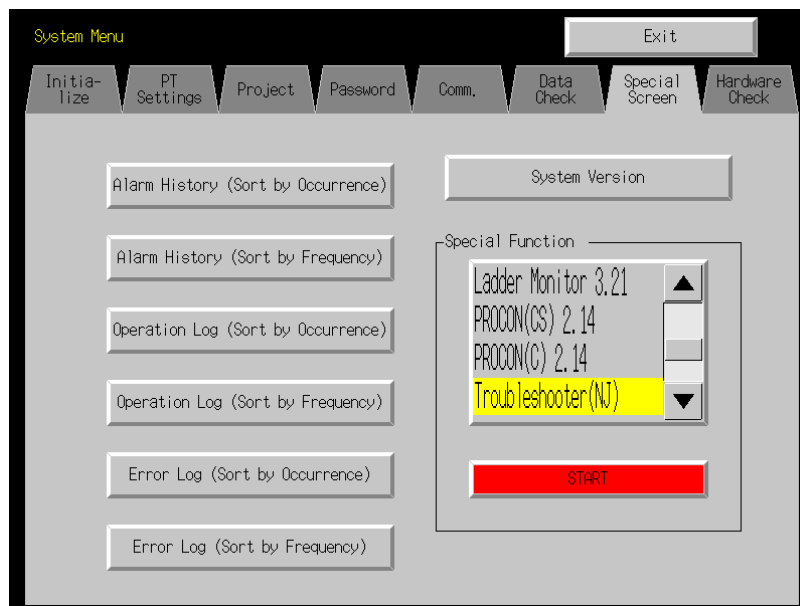 System Menu
Exit
Initia-
lize
PT
Settings
Project
Password
Comm.
Data
Check
Special
Screen
Hardware
Check
Alarm History (Sort by Occurrence)
Alarm History (Sort by Frequency)
Operation Log (Sort by Occurrence)
Operation Log (Sort by Frequency)
Error Log (Sort by Occurrence)
Error Log (Sort by Frequency)
System Version
Special Function
Ladder Monitor 3.21
PROCON(CS) 2.14
PROCON(C) 2.14
Troubleshooter(NJ)
START